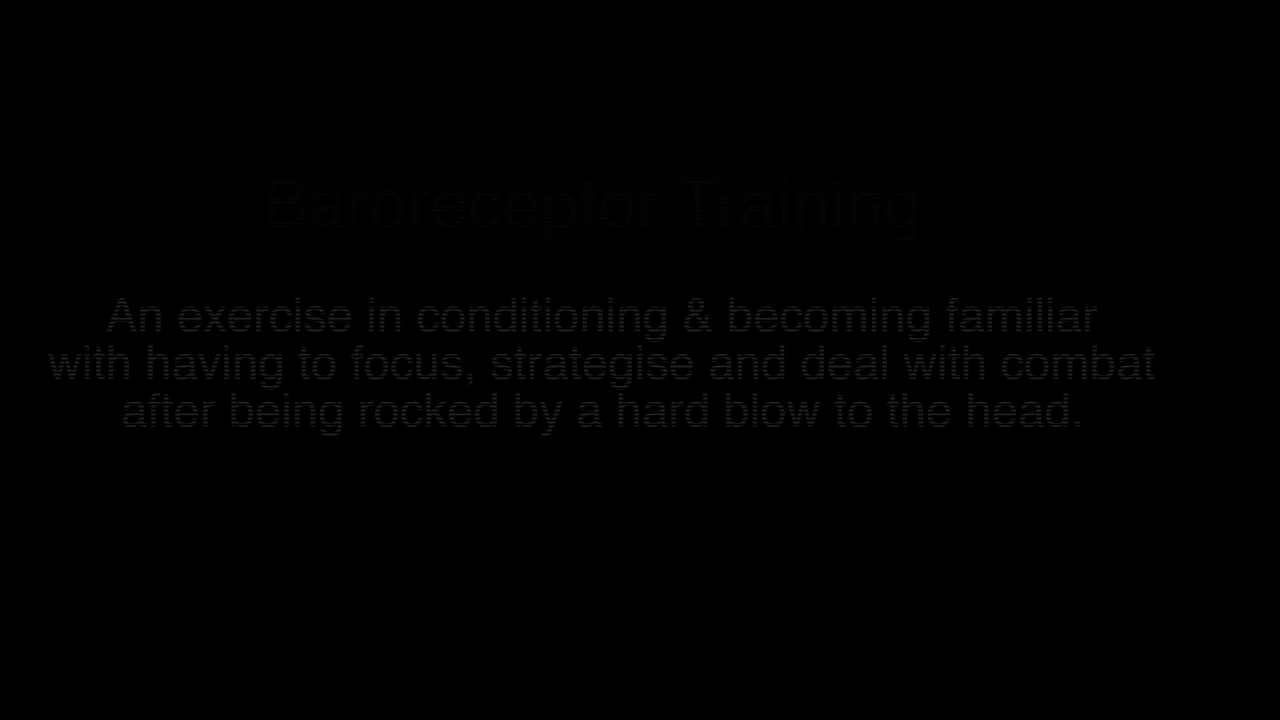 Baroreceptor Training
An exercise in conditioning & becoming familiar
with having to focus, strategise and deal with combat
after being rocked by a hard blow to the head.